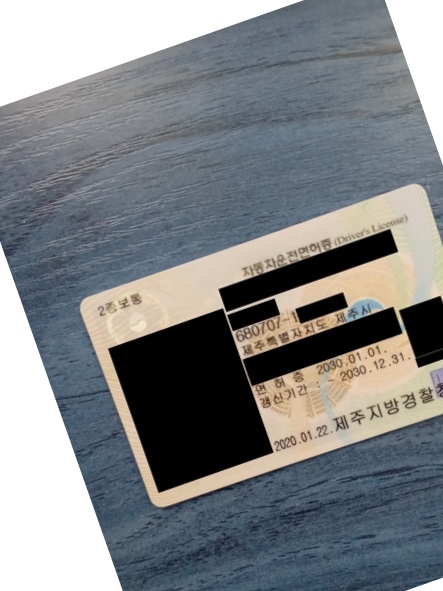 자동차운전면허증 (Driver's License)
2종보통
680707-
제주특별자치도 제주시
면 허 증 2030.01.01.
갱신기간 : ~ 2030.12.31.
2020.01.22. 제주지방경찰청